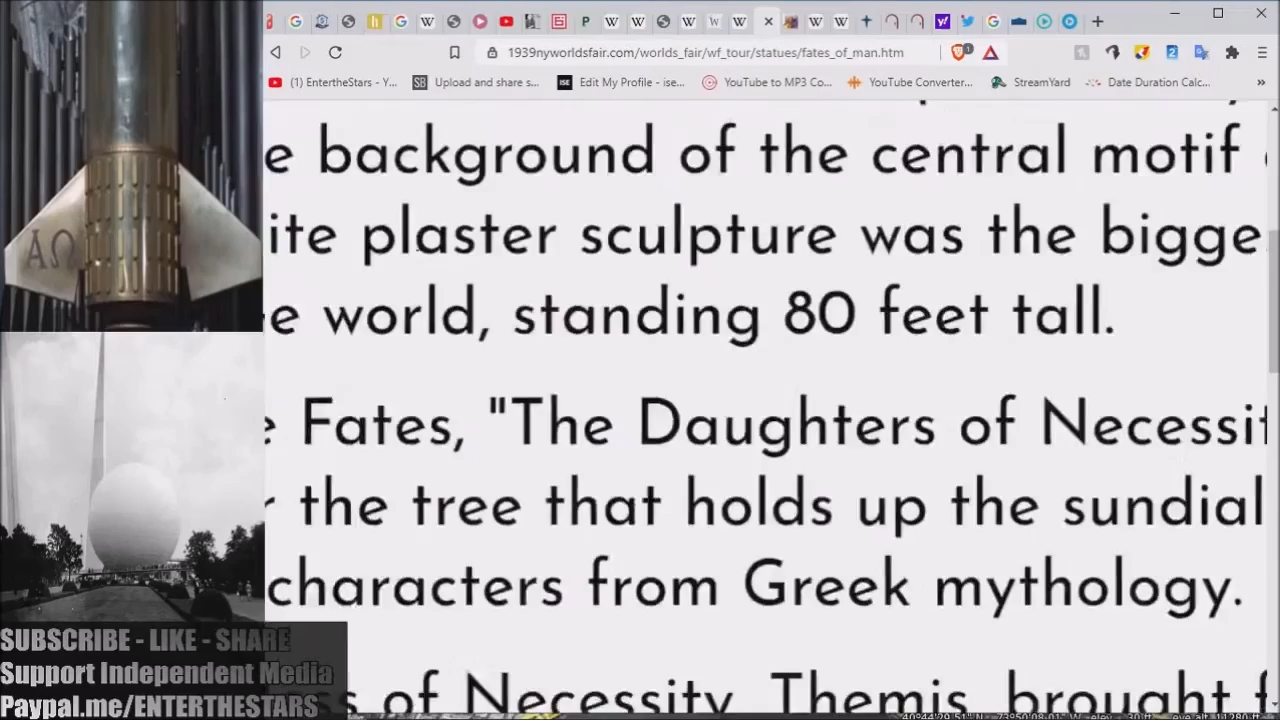 1939nyworldsfair.com/worlds_fair/wf_tour/statues/fates_of_man.htm
(1) EntertheStars - Y...
Upload and share s...
Edit My Profile - ise...
YouTube to MP3 Co...
YouTube Converter...
StreamYard
Date Duration Calc...
e background of the central motif
ite plaster sculpture was the bigge
e world, standing 80 feet tall.
e Fates, "The Daughters of Necessit
r the tree that holds up the sundial
characters from Greek mythology.
ss of Necessity, Themis, brought f
ΑΩ
SUBSCRIBE - LIKE - SHARE
Support Independent Media
Paypal.me/ENTERTHESTARS